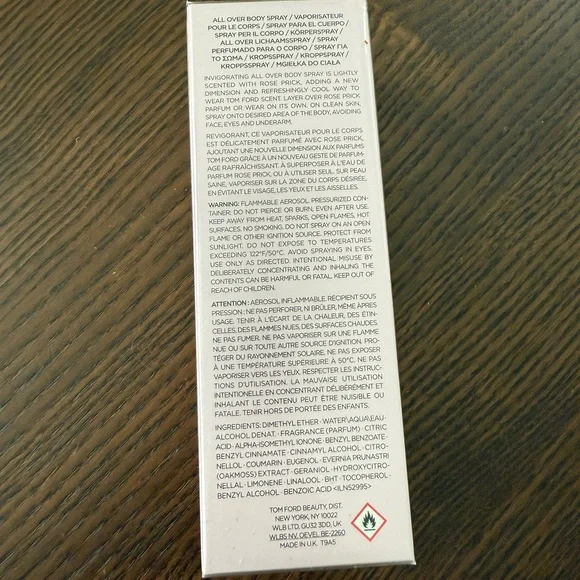 ALL OVER BODY SPRAY / VAPORISATEUR
POUR LE CORPS / SPRAY PARA EL CUERPO /
SPRAY PER IL CORPO / KÖRPERSPRAY /
ALL OVER LICHAAMSSPRAY / SPRAY
PERFUMADO PARA O CORPO / SPRAY ΓΙΑ
ΤΟ ΣΩΜΑ / KROPSSPRAY / KROPPSSPRAY /
KROPPSSPRAY / MGIEŁKA DO CIAŁA
INVIGORATING ALL OVER BODY SPRAY IS LIGHTLY
SCENTED WITH ROSE PRICK, ADDING A NEW
DIMENSION AND REFRESHINGLY COOL WAY TO
WEAR TOM FORD SCENT. LAYER OVER ROSE PRICK
PARFUM OR WEAR ON ITS OWN. ON CLEAN SKIN,
SPRAY ONTO DESIRED AREA OF THE BODY, AVOIDING
FACE, EYES AND UNDERARM.
REVIGORANT, CE VAPORISATEUR POUR LE CORPS
EST DÉLICATEMENT PARFUMÉ AVEC ROSE PRICK,
AJOUTANT UNE NOUVELLE DIMENSION AUX PARFUMS
TOM FORD GRÂCE À UN NOUVEAU GESTE DE PARFUM-
AGE RAFRAÎCHISSANT. À SUPERPOSER À L'EAU DE
PARFUM ROSE PRICK, OU À UTILISER SEUL. SUR PEAU
SAINE, VAPORISER SUR LA ZONE DU CORPS DÉSIRÉE,
EN ÉVITANT LE VISAGE, LES YEUX ET LES AISSELLES.
WARNING: FLAMMABLE AEROSOL, PRESSURIZED CON-
TAINER: DO NOT PIERCE OR BURN, EVEN AFTER USE.
KEEP AWAY FROM HEAT, SPARKS, OPEN FLAMES, HOT
SURFACES. NO SMOKING. DO NOT SPRAY ON AN OPEN
FLAME OR OTHER IGNITION SOURCE. PROTECT FROM
SUNLIGHT. DO NOT EXPOSE TO TEMPERATURES
EXCEEDING 122°F/50°C. AVOID SPRAYING IN EYES.
USE ONLY AS DIRECTED. INTENTIONAL MISUSE BY
DELIBERATELY CONCENTRATING AND INHALING THE
CONTENTS CAN BE HARMFUL OR FATAL. KEEP OUT OF
REACH OF CHILDREN.
ATTENTION : AEROSOL INFLAMMABLE. RÉCIPIENT SOUS
PRESSION : NE PAS PERFORER, NI BRÛLER, MÊME APRÈS
USAGE. TENIR À L'ÉCART DE LA CHALEUR, DES ÉTIN-
CELLES, DES FLAMMES NUES, DES SURFACES CHAUDES.
NE PAS FUMER. NE PAS VAPORISER SUR UNE FLAMME
NUE OU SUR TOUTE AUTRE SOURCE D'IGNITION. PRO-
TÉGER DU RAYONNEMENT SOLAIRE. NE PAS EXPOSER
À UNE TEMPÉRATURE SUPÉRIEURE À 50°C. NE PAS
VAPORISER VERS LES YEUX. RESPECTER LES INSTRUC-
TIONS D'UTILISATION. LA MAUVAISE UTILISATION
INTENTIONNELLE EN CONCENTRANT DÉLIBÉRÉMENT ET
INHALANT LE CONTENU PEUT ÊTRE NUISIBLE OU
FATALE. TENIR HORS DE PORTÉE DES ENFANTS.
INGREDIENTS: DIMETHYL ETHER · WATER\AQUA\EAU ·
ALCOHOL DENAT. · FRAGRANCE (PARFUM) · CITRIC
ACID · ALPHA-ISOMETHYL IONONE · BENZYL BENZOATE ·
BENZYL CINNAMATE · CINNAMYL ALCOHOL · CITRO-
NELLOL · COUMARIN · EUGENOL · EVERNIA PRUNASTRI
(OAKMOSS) EXTRACT · GERANIOL · HYDROXYCITRO-
NELLAL · LIMONENE · LINALOOL · BHT · TOCOPHEROL ·
BENZYL ALCOHOL · BENZOIC ACID <ILN52995>
TOM FORD BEAUTY, DIST.
NEW YORK, NY 10022
WLB LTD, GU32 3DD, UK
WLBS NV, OEVEL BE-2260
MADE IN U.K. T9A5